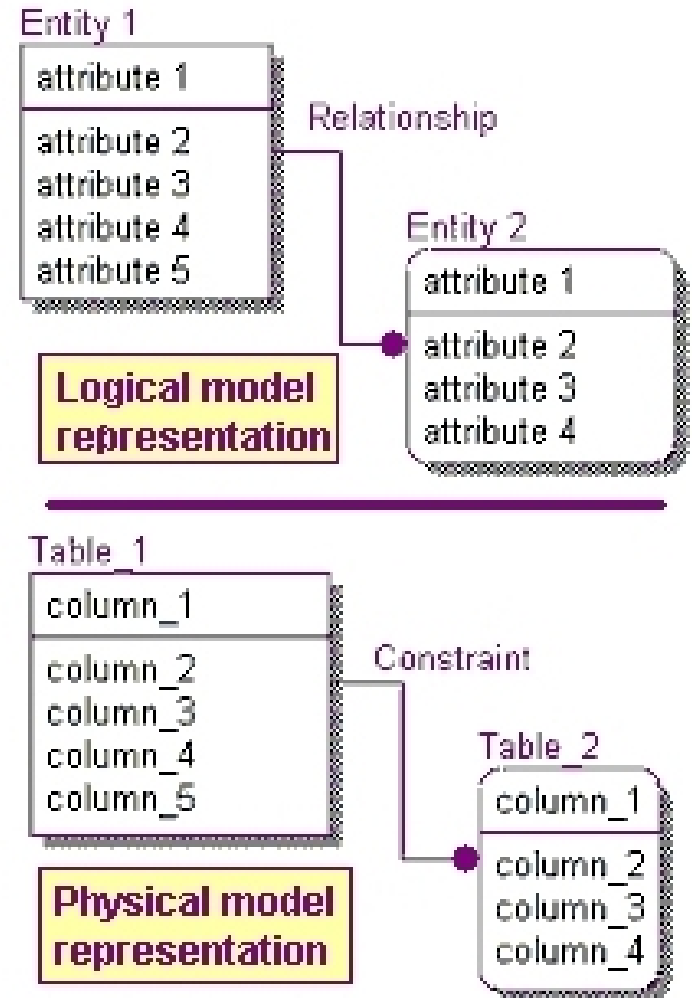 Entity 1
attribute 1
attribute 2
attribute 3
attribute 4
attribute 5
Relationship
Entity 2
attribute 1
attribute 2
attribute 3
attribute 4
Logical model
representation
Table_1
column_1
column_2
column_3
column_4
column_5
Constraint
Table_2
column_1
column_2
column_3
column_4
Physical model
representation